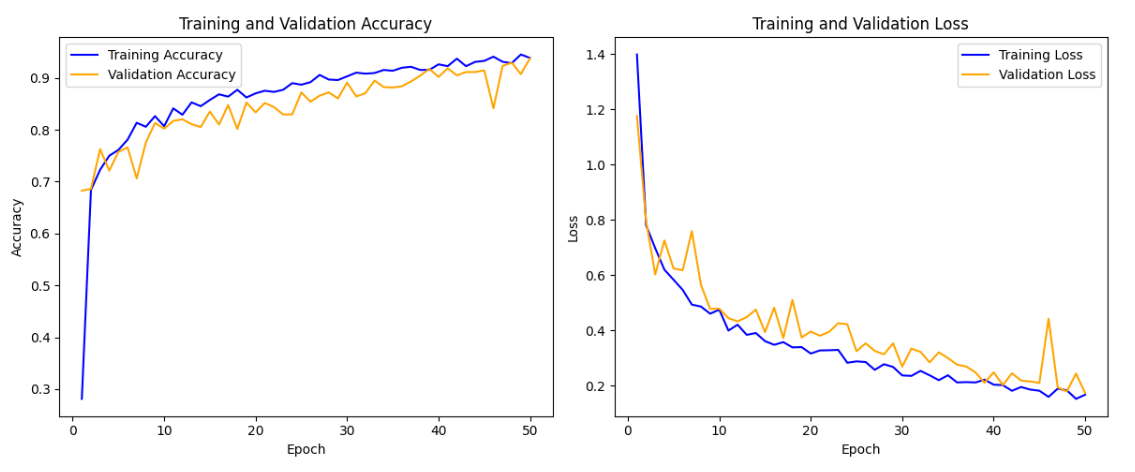 Training and Validation Accuracy
Training Accuracy
Validation Accuracy
0.9
0.8
0.7
0.6
0.5
0.4
0.3
Accuracy
0
10
20
30
40
50
Epoch
Training and Validation Loss
Training Loss
Validation Loss
1.4
1.2
1.0
0.8
0.6
0.4
0.2
Loss
0
10
20
30
40
50
Epoch